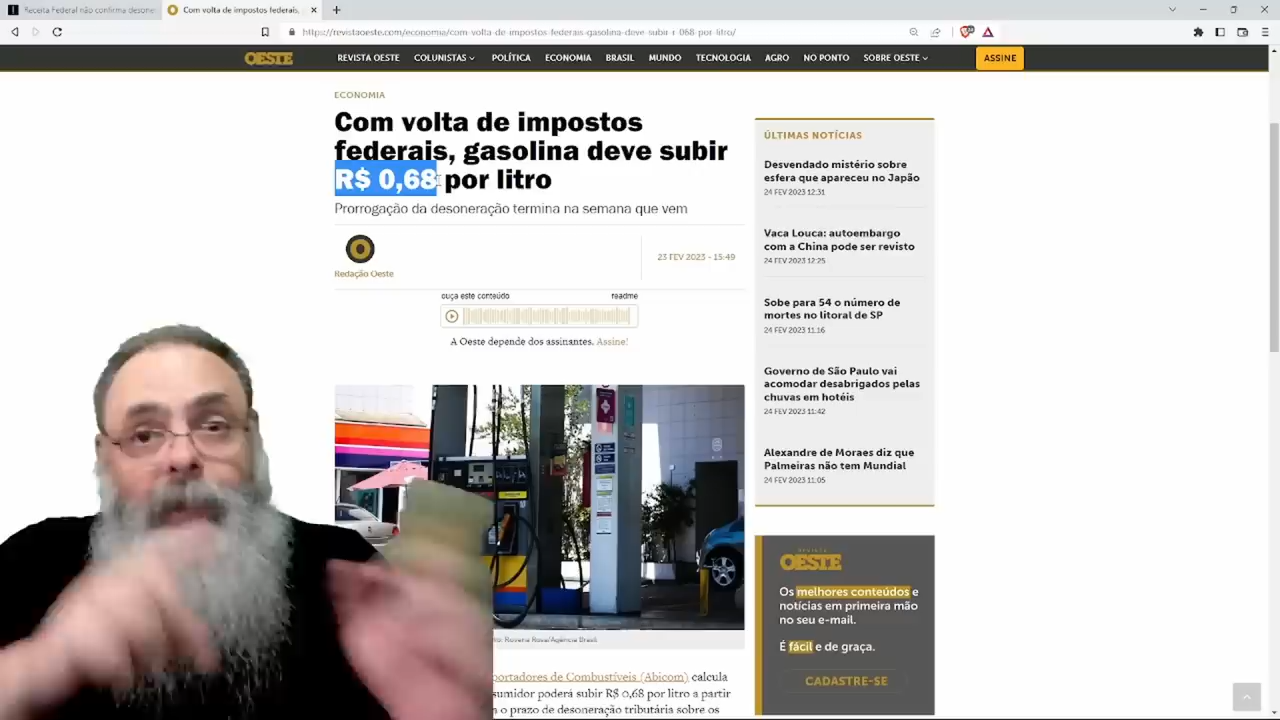 Receita Federal não confirma desone
Com volta de impostos federais,
https://revistaoeste.com/economia/com-volta-de-impostos-federais-gasolina-deve-subir-r-068-por-litro/
OESTE
REVISTA OESTE COLUNISTAS POLÍTICA ECONOMIA BRASIL MUNDO TECNOLOGIA AGRO NO PONTO SOBRE OESTE
ASSINE
ECONOMIA
Com volta de impostos
federais, gasolina deve subir
R$ 0,68 por litro
Prorrogação da desoneração termina na semana que vem
Redação Oeste
23 FEV 2023 - 15:49
ouça este conteúdo
readme
A Oeste depende dos assinantes. Assine!
to: Rovena Rosa/Agência Brasil
portadores de Combustíveis (Abicom) calcula
sumidor poderá subir R$ 0,68 por litro a partir
o prazo de desoneração tributária sobre os
ÚLTIMAS NOTÍCIAS
Desvendado mistério sobre
esfera que apareceu no Japão
24 FEV 2023 12:31
Vaca Louca: autoembargo
com a China pode ser revisto
24 FEV 2023 12:25
Sobe para 54 o número de
mortes no litoral de SP
24 FEV 2023 11:16
Governo de São Paulo vai
acomodar desabrigados pelas
chuvas em hotéis
24 FEV 2023 11:42
Alexandre de Moraes diz que
Palmeiras não tem Mundial
24 FEV 2023 11:05
REVISTA
OESTE
Os melhores conteúdos e
notícias em primeira mão
no seu e-mail.
É fácil e de graça.
CADASTRE-SE